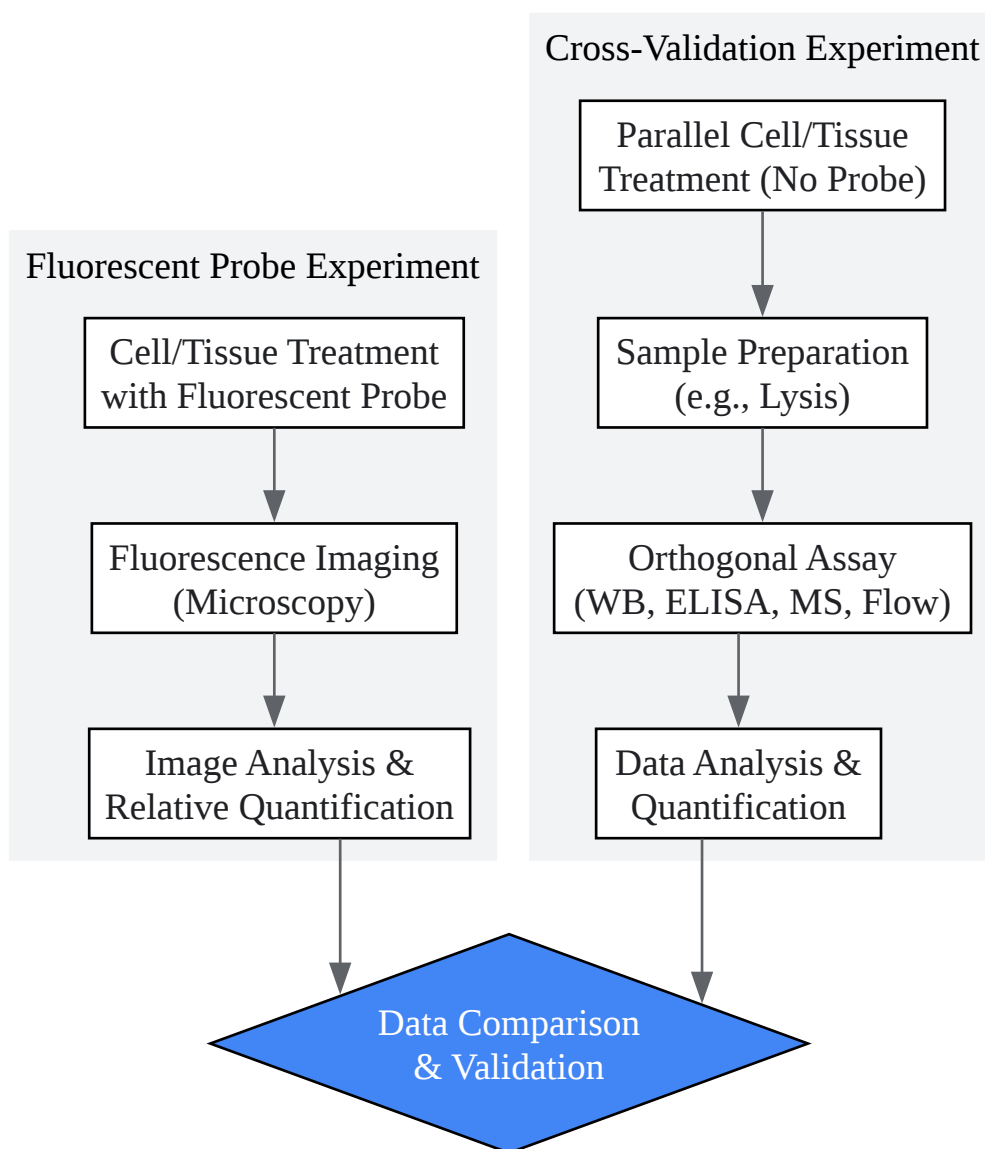 Cross-Validation Experiment
Parallel Cell/Tissue
Treatment (No Probe)
Sample Preparation
(e.g., Lysis)
Orthogonal Assay
(WB, ELISA, MS, Flow)
Data Analysis &
Quantification
Fluorescent Probe Experiment
Cell/Tissue Treatment
with Fluorescent Probe
Fluorescence Imaging
(Microscopy)
Image Analysis &
Relative Quantification
Data Comparison
& Validation